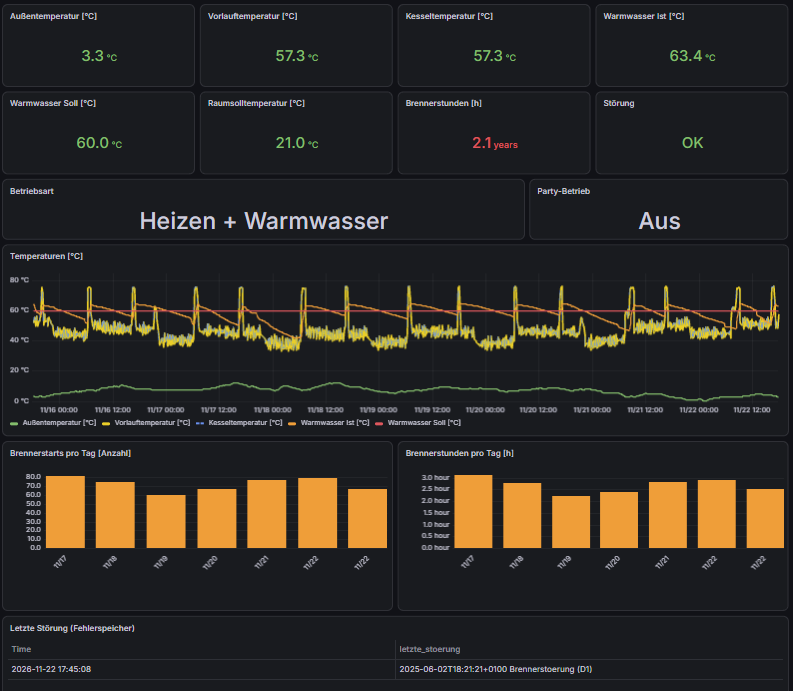 Außentemperatur [°C]
Vorlauftemperatur [°C]
Kesseltemperatur [°C]
Warmwasser Ist [°C]
3.3 °C
57.3 °C
57.3 °C
63.4 °C
Warmwasser Soll [°C]
Raumsolltemperatur [°C]
Brennerstunden [h]
Störung
60.0 °C
21.0 °C
2.1 years
OK
Betriebsart
Party-Betrieb
Heizen + Warmwasser
Aus
Temperaturen [°C]
80 °C
60 °C
40 °C
20 °C
0 °C
11/16 00:00 11/16 12:00 11/17 00:00 11/17 12:00 11/18 00:00 11/18 12:00 11/19 00:00 11/19 12:00 11/20 00:00 11/20 12:00 11/21 00:00 11/21 12:00 11/22 00:00 11/22 12:00
Außentemperatur [°C] Vorlauftemperatur [°C] Kesseltemperatur [°C] Warmwasser Ist [°C] Warmwasser Soll [°C]
Brennerstarts pro Tag [Anzahl]
80.0
70.0
60.0
50.0
40.0
30.0
20.0
10.0
0.0
11/17 11/18 11/19 11/20 11/21 11/22 11/22
Brennerstunden pro Tag [h]
3.0 hour
2.5 hour
2.0 hour
1.5 hour
1.0 hour
0.5 hour
0.0 hour
11/17 11/18 11/19 11/20 11/21 11/22 11/22
Letzte Störung (Fehlerspeicher)
Time
letzte_stoerung
2026-11-22 17:45:08
2025-06-02T18:21:21+0100 Brennerstoerung (D1)